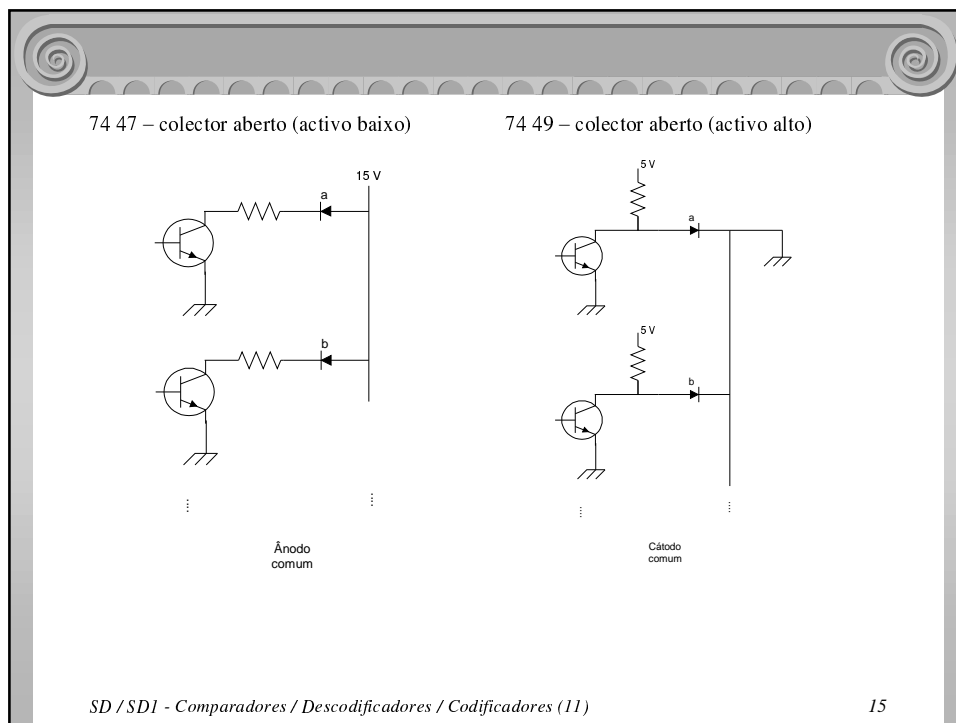 74 47 – colector aberto (activo baixo)
74 49 – colector aberto (activo alto)
15 V
a
b
Ânodo
comum
5 V
a
5 V
b
Cátodo
comum
SD / SD1 - Comparadores / Descodificadores / Codificadores (11)
15